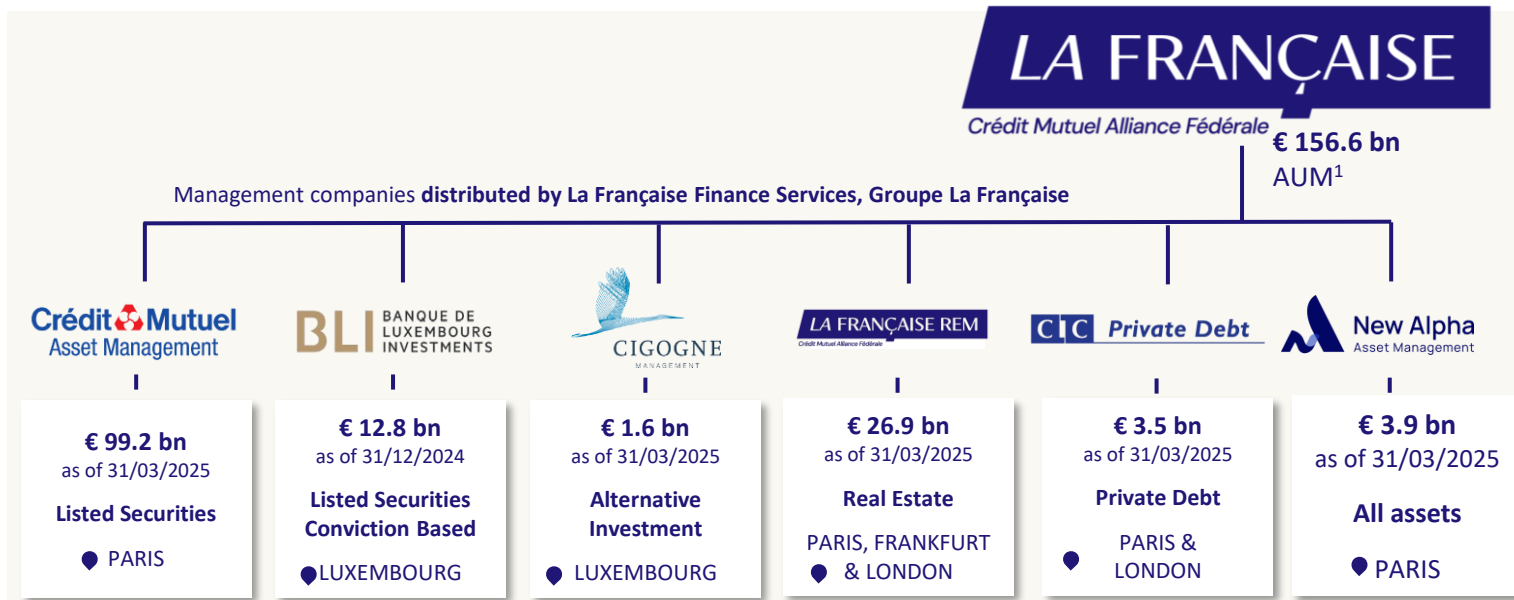 LA FRANÇAISE
Crédit Mutuel Alliance Fédérale
€ 156.6 bn
AUM¹
Management companies distributed by La Française Finance Services, Groupe La Française
Crédit Mutuel
Asset Management
BLI
BANQUE DE
LUXEMBOURG
INVESTMENTS
CIGOGNE
MANAGEMENT
LA FRANÇAISE REM
Crédit Mutuel Alliance Fédérale
CIC Private Debt
New Alpha
Asset Management
€ 99.2 bn
as of 31/03/2025
Listed Securities
PARIS
€ 12.8 bn
as of 31/12/2024
Listed Securities
Conviction Based
LUXEMBOURG
€ 1.6 bn
as of 31/03/2025
Alternative
Investment
LUXEMBOURG
€ 26.9 bn
as of 31/03/2025
Real Estate
PARIS, FRANKFURT
& LONDON
€ 3.5 bn
as of 31/03/2025
Private Debt
PARIS &
LONDON
€ 3.9 bn
as of 31/03/2025
All assets
PARIS